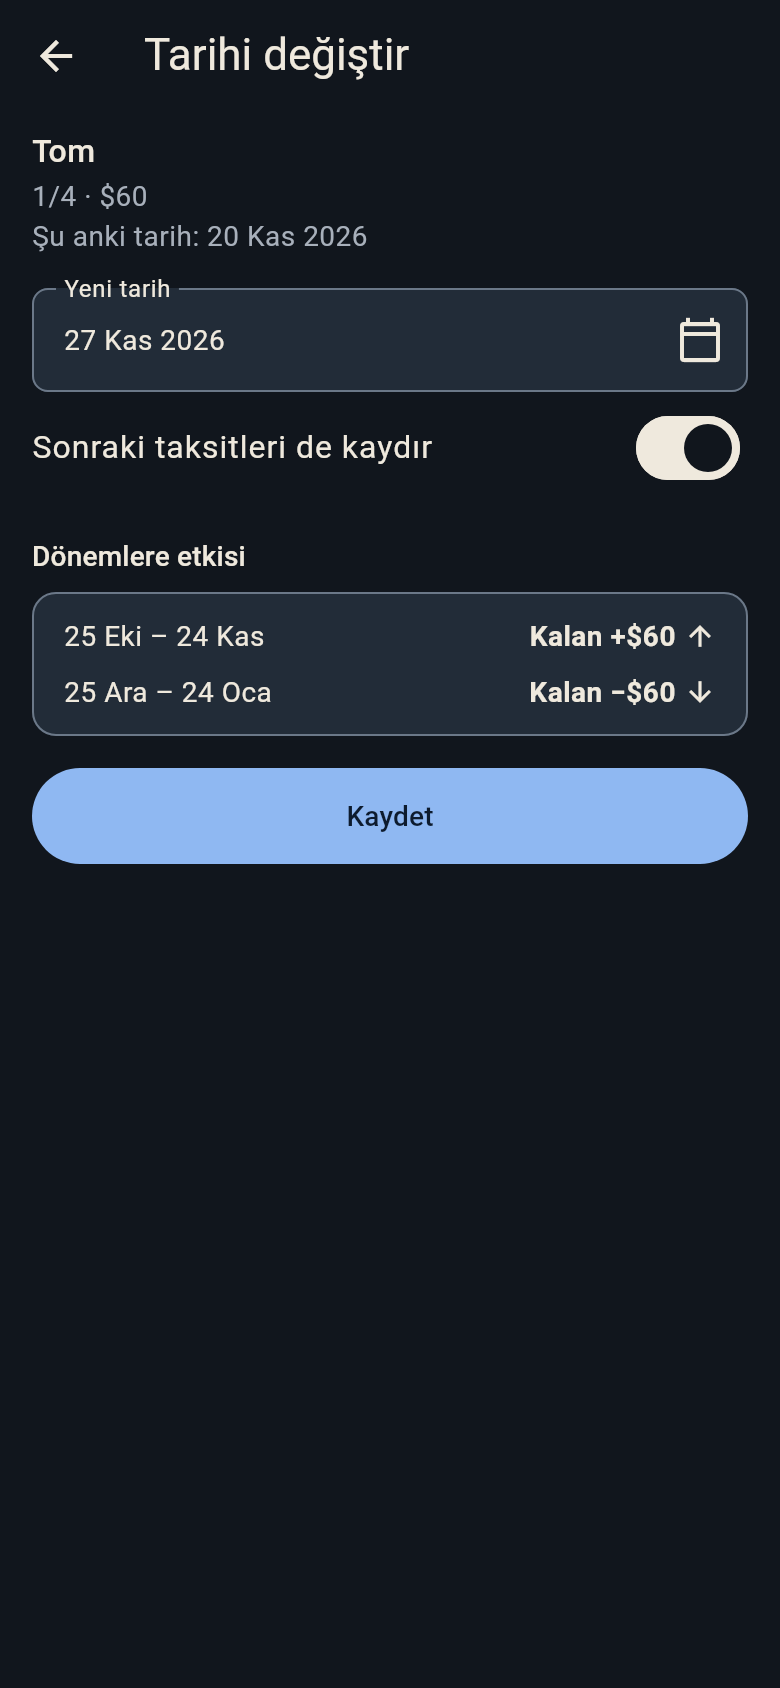 Tarihi değiştir
Tom
1/4 · $60
Şu anki tarih: 20 Kas 2026
Yeni tarih
27 Kas 2026
Sonraki taksitleri de kaydır
Dönemlere etkisi
25 Eki – 24 Kas Kalan +$60 ↑
25 Ara – 24 Oca Kalan −$60 ↓
Kaydet